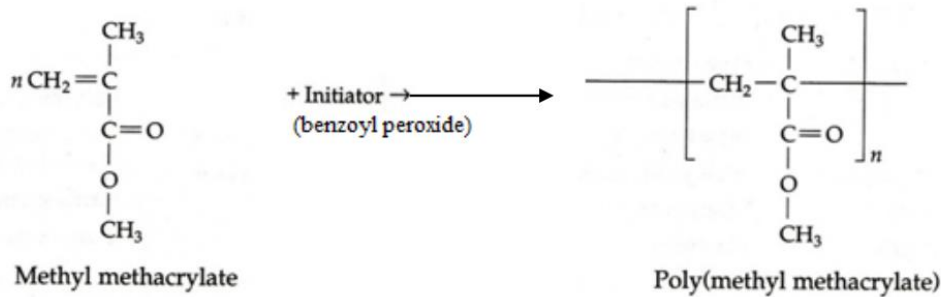 CH₃
n CH₂=C
C=O
O
CH₃
Methyl methacrylate
+ Initiator →
(benzoyl peroxide)
CH₃
CH₂—C
C=O
n
O
CH₃
Poly(methyl methacrylate)